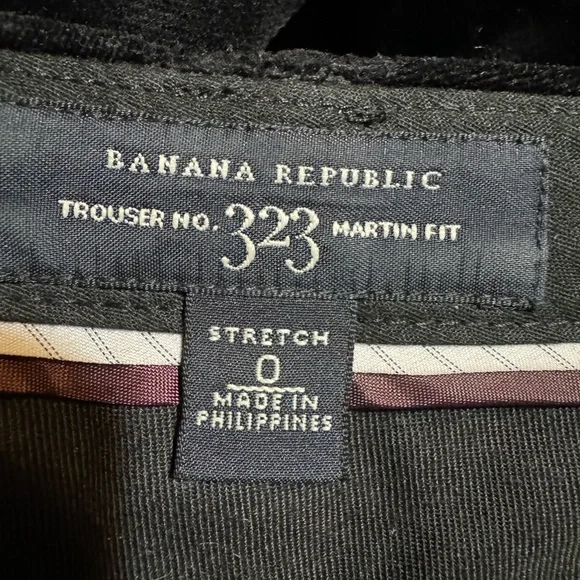 BANANA REPUBLIC
TROUSER NO. 323 MARTIN FIT
STRETCH
0
MADE IN
PHILIPPINES